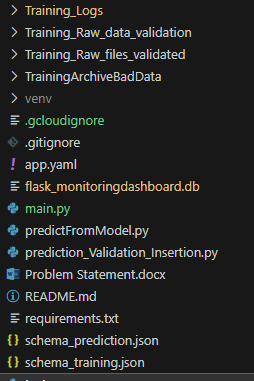 Training_Logs
Training_Raw_data_validation
Training_Raw_files_validated
TrainingArchiveBadData
venv
.gcloudignore
.gitignore
app.yaml
flask_monitoringdashboard.db
main.py
predictFromModel.py
prediction_Validation_Insertion.py
Problem Statement.docx
README.md
requirements.txt
schema_prediction.json
schema_training.json